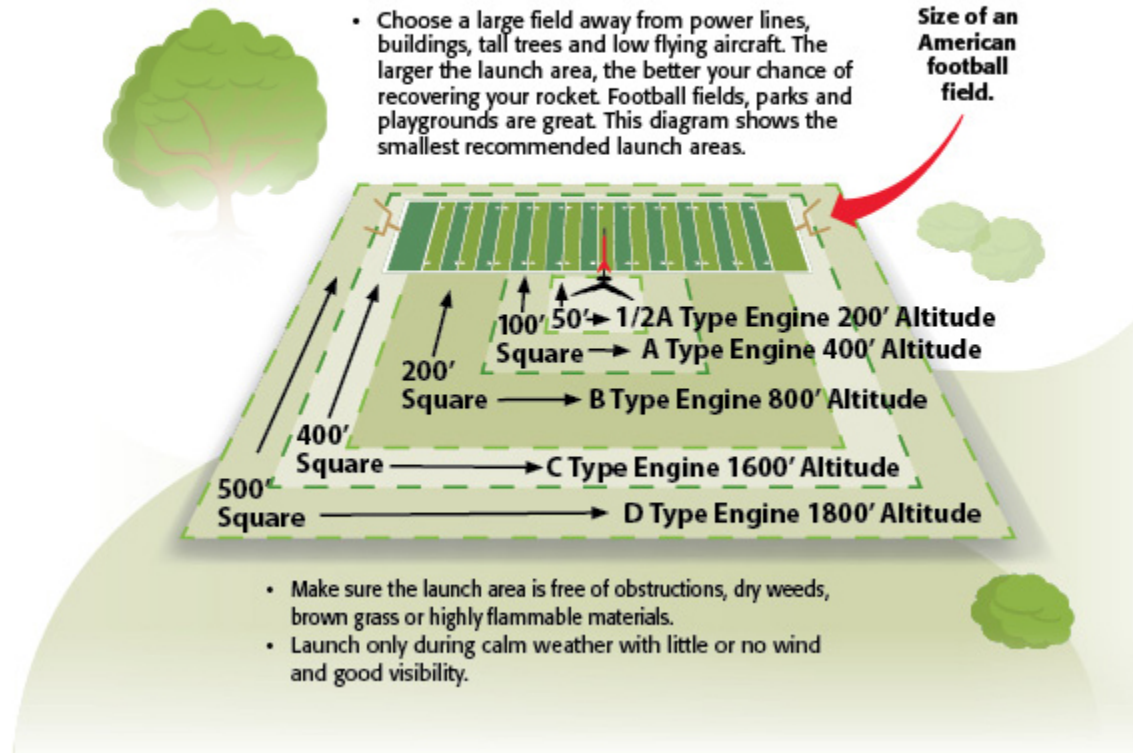 • Choose a large field away from power lines,
buildings, tall trees and low flying aircraft. The
larger the launch area, the better your chance of
recovering your rocket. Football fields, parks and
playgrounds are great. This diagram shows the
smallest recommended launch areas.
Size of an
American
football
field.
50' 1/2A Type Engine 200' Altitude
100'
Square A Type Engine 400' Altitude
200'
Square B Type Engine 800' Altitude
400'
Square C Type Engine 1600' Altitude
500'
Square D Type Engine 1800' Altitude
• Make sure the launch area is free of obstructions, dry weeds,
brown grass or highly flammable materials.
• Launch only during calm weather with little or no wind
and good visibility.